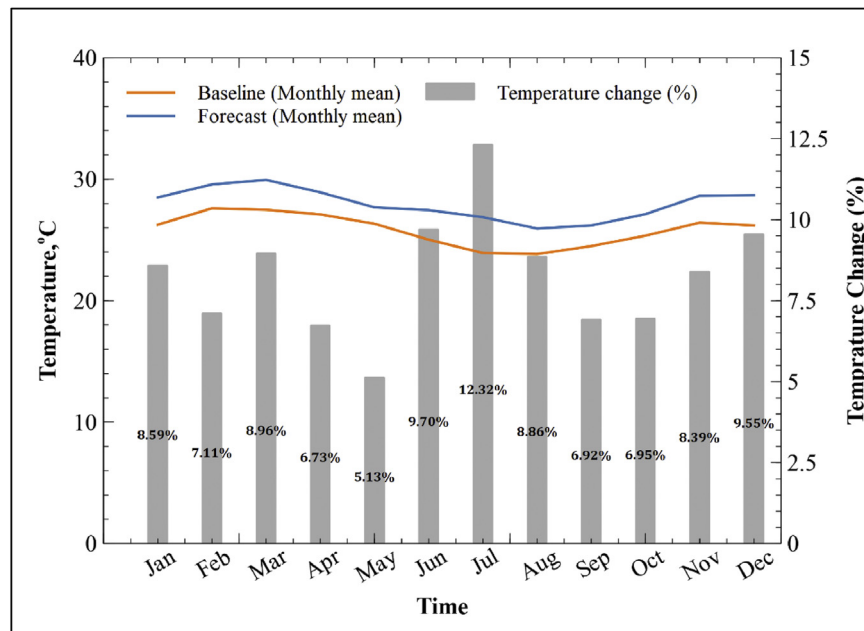 40
30
20
10
0
Temperature,ºC
Baseline (Monthly mean)
Forecast (Monthly mean)
Temperature change (%)
15
12.5
10
7.5
5
2.5
0
Temprature Change (%)
8.59%
7.11%
8.96%
6.73%
5.13%
9.70%
12.32%
8.86%
6.92%
6.95%
8.39%
9.55%
Jan
Feb
Mar
Apr
May
Jun
Jul
Aug
Sep
Oct
Nov
Dec
Time